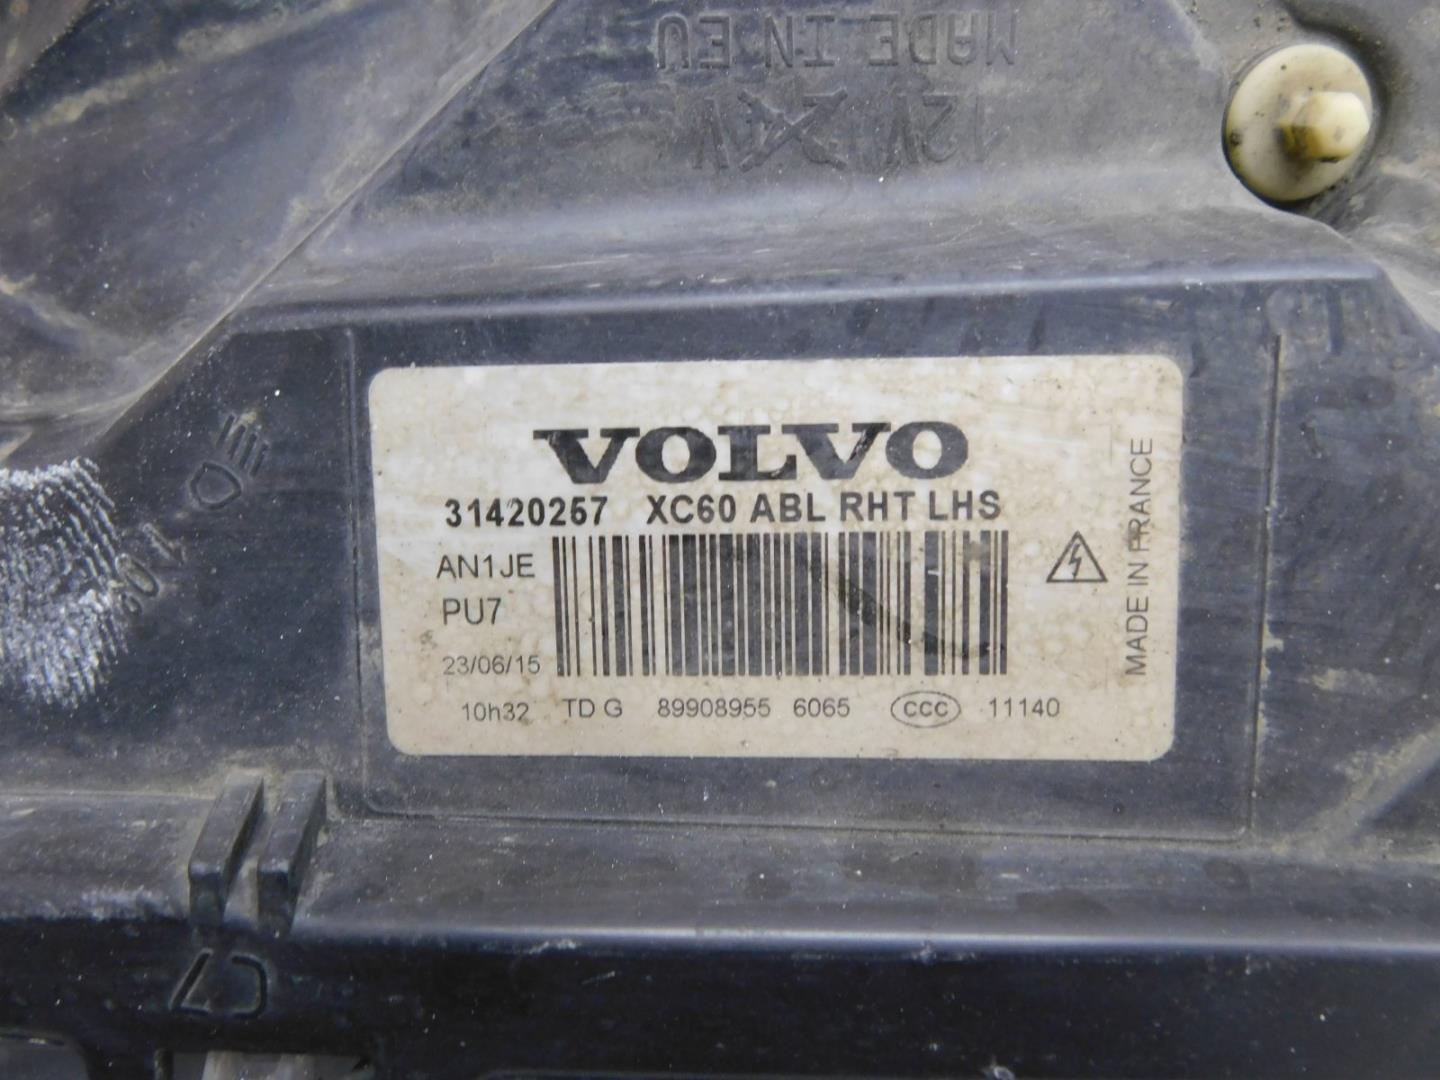 MADE IN EU
12V 24V
VOLVO
31420257 XC60 ABL RHT LHS
AN1JE
PU7
23/06/15
10h32 TD G 89908955 6065 CCC 11140
MADE IN FRANCE